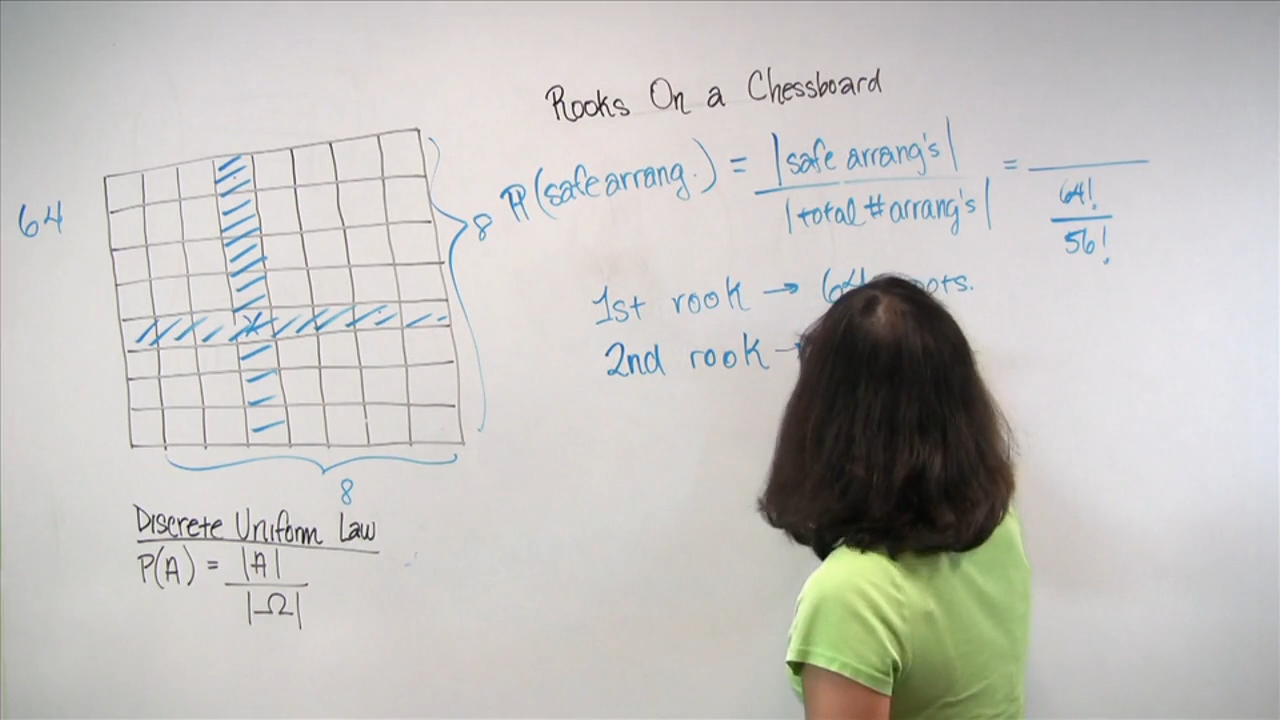 Rooks On a Chessboard
64
8
8
ℙ(safe arrang.) = |safe arrang's| / |total # arrang's| = ____ / (64! / 56!)
1st rook →
2nd rook →
Discrete Uniform Law
P(A) = |A| / |Ω|